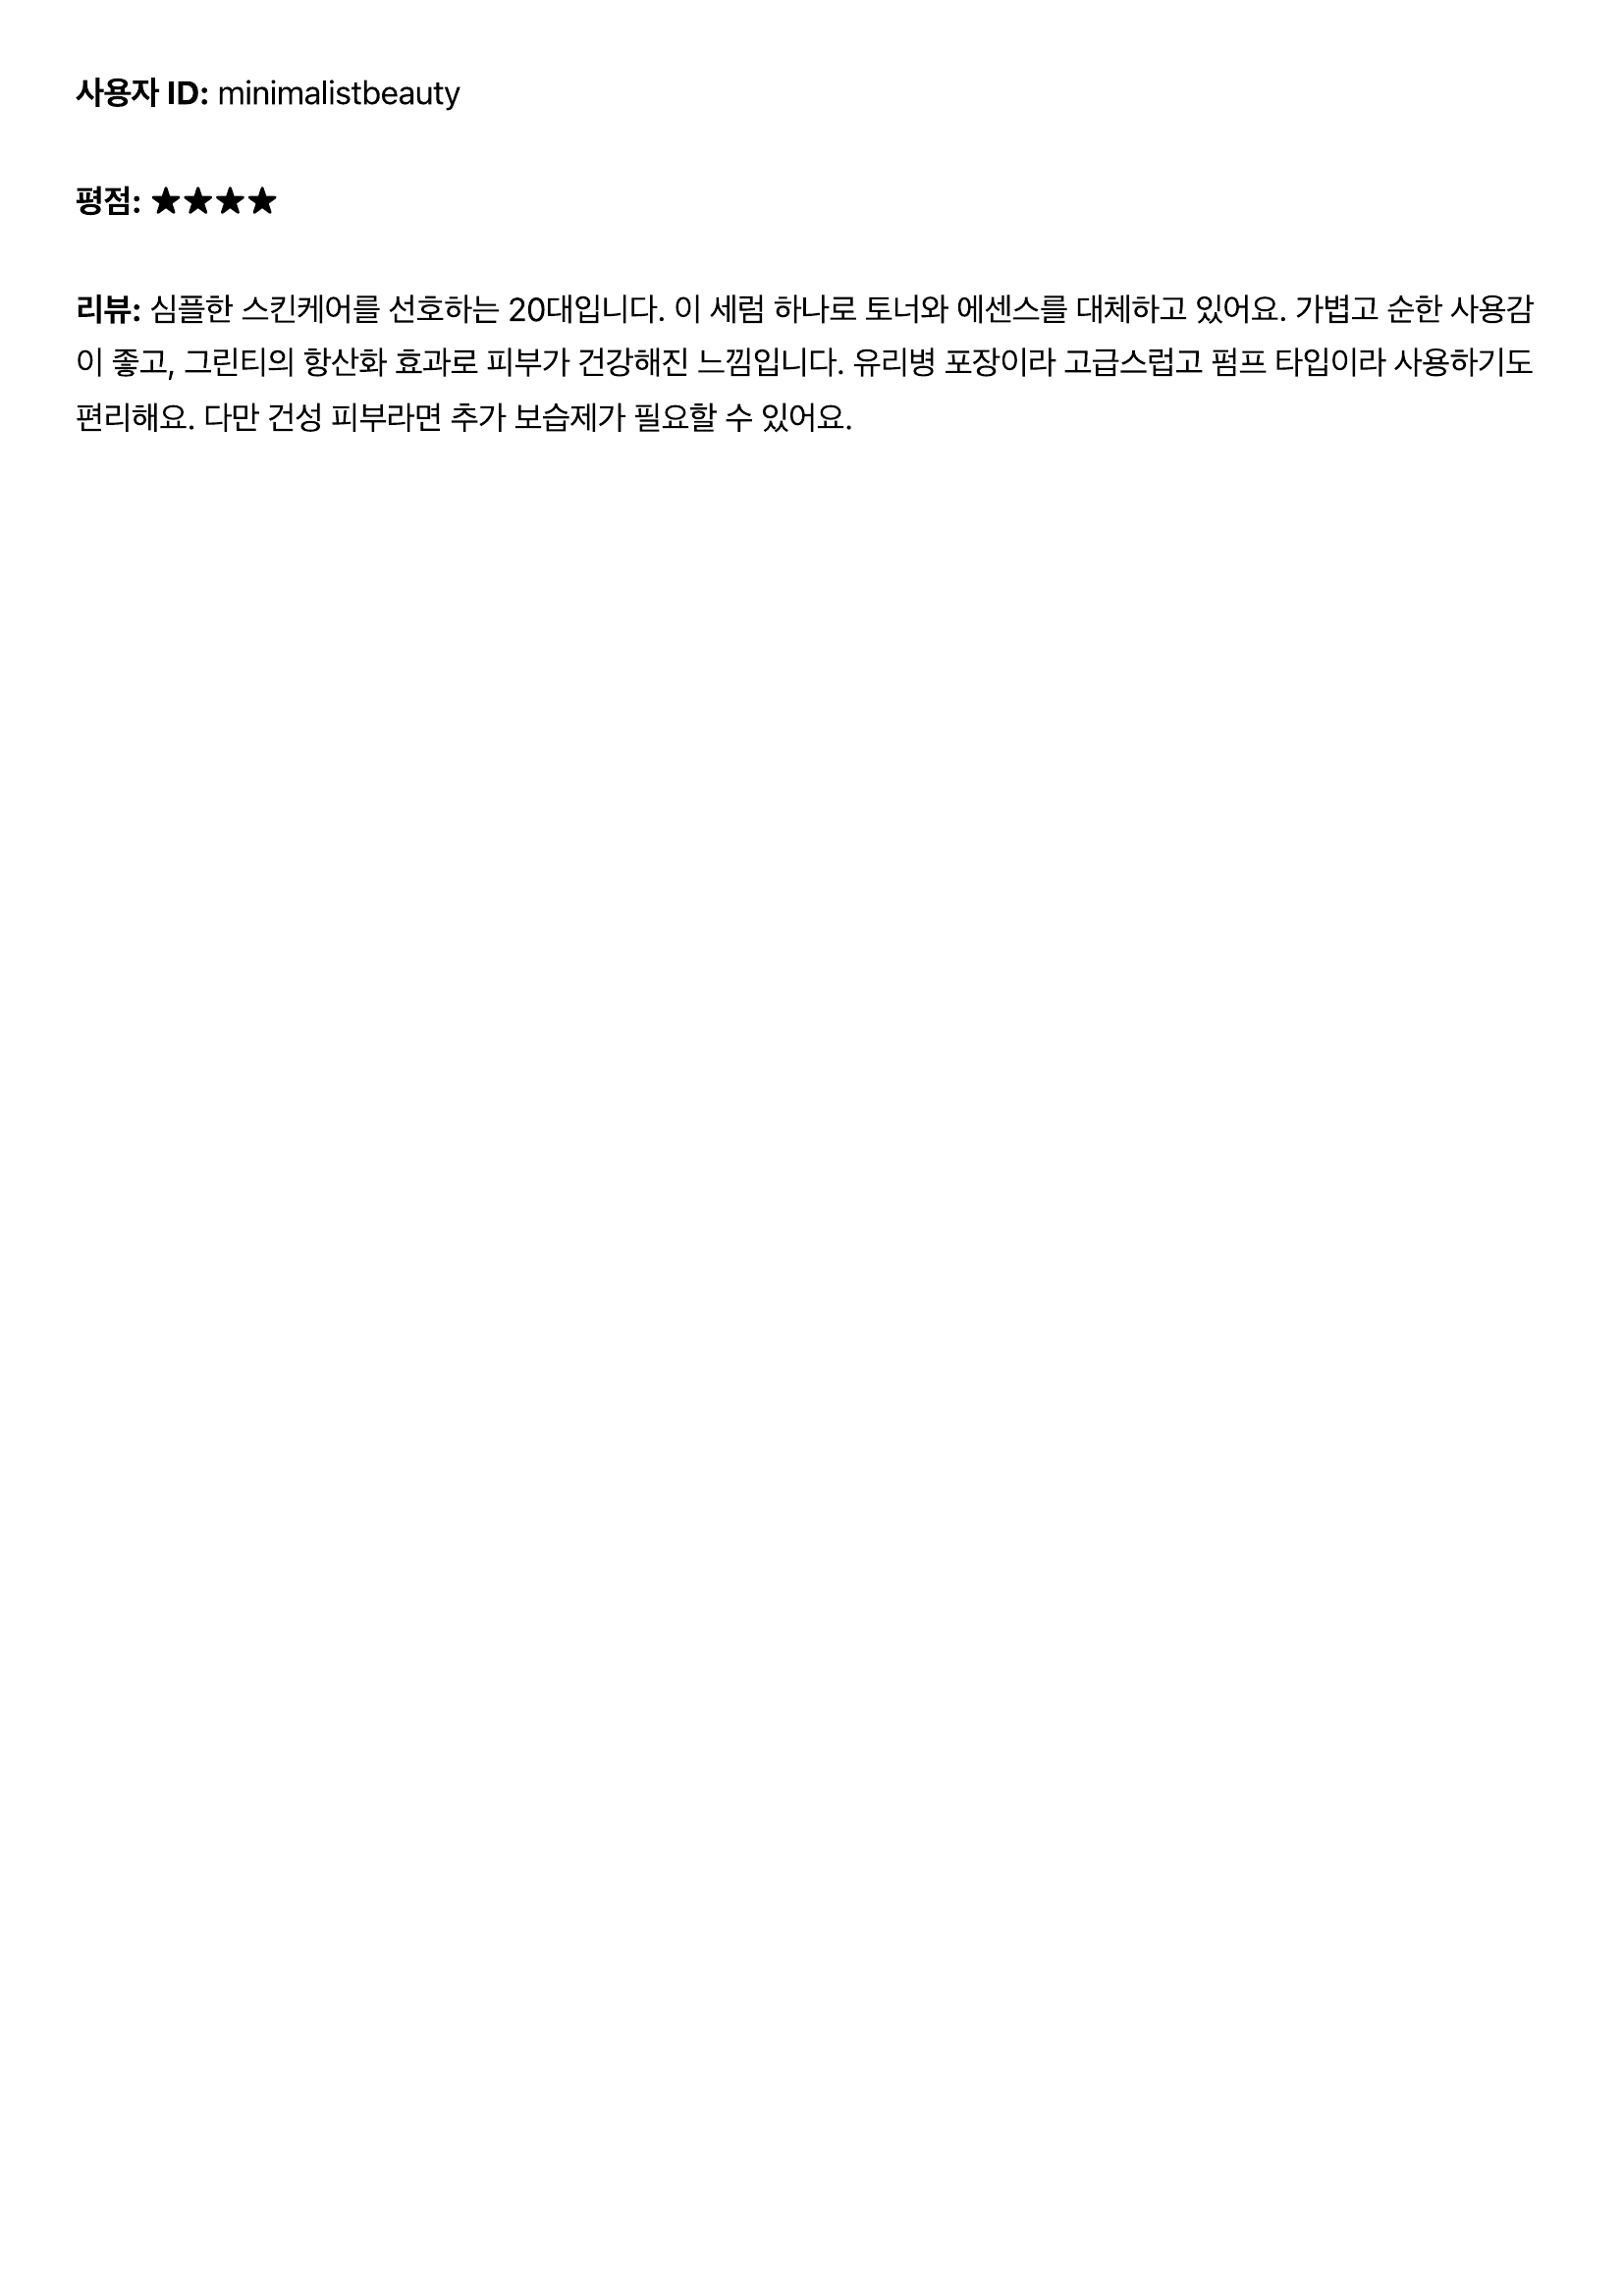 사용자 ID: minimalistbeauty
평점: ★★★★
리뷰: 심플한 스킨케어를 선호하는 20대입니다. 이 세럼 하나로 토너와 에센스를 대체하고 있어요. 가볍고 순한 사용감
이 좋고, 그린티의 항산화 효과로 피부가 건강해진 느낌입니다. 유리병 포장이라 고급스럽고 펌프 타입이라 사용하기도
편리해요. 다만 건성 피부라면 추가 보습제가 필요할 수 있어요.